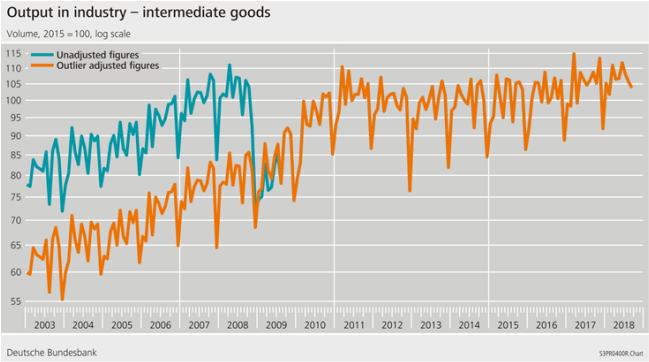 Output in industry – intermediate goods
Volume, 2015 = 100, log scale
Unadjusted figures
Outlier adjusted figures
115
110
105
100
95
90
85
80
75
70
65
60
55
2003 2004 2005 2006 2007 2008 2009 2010 2011 2012 2013 2014 2015 2016 2017 2018
Deutsche Bundesbank S3PR0400R.Chart